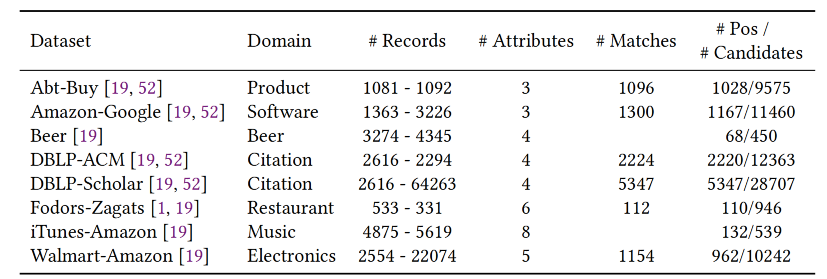 Dataset Domain # Records # Attributes # Matches # Pos / # Candidates
Abt-Buy [19, 52] Product 1081 - 1092 3 1096 1028/9575
Amazon-Google [19, 52] Software 1363 - 3226 3 1300 1167/11460
Beer [19] Beer 3274 - 4345 4 68/450
DBLP-ACM [19, 52] Citation 2616 - 2294 4 2224 2220/12363
DBLP-Scholar [19, 52] Citation 2616 - 64263 4 5347 5347/28707
Fodors-Zagats [1, 19] Restaurant 533 - 331 6 112 110/946
iTunes-Amazon [19] Music 4875 - 5619 8 132/539
Walmart-Amazon [19] Electronics 2554 - 22074 5 1154 962/10242